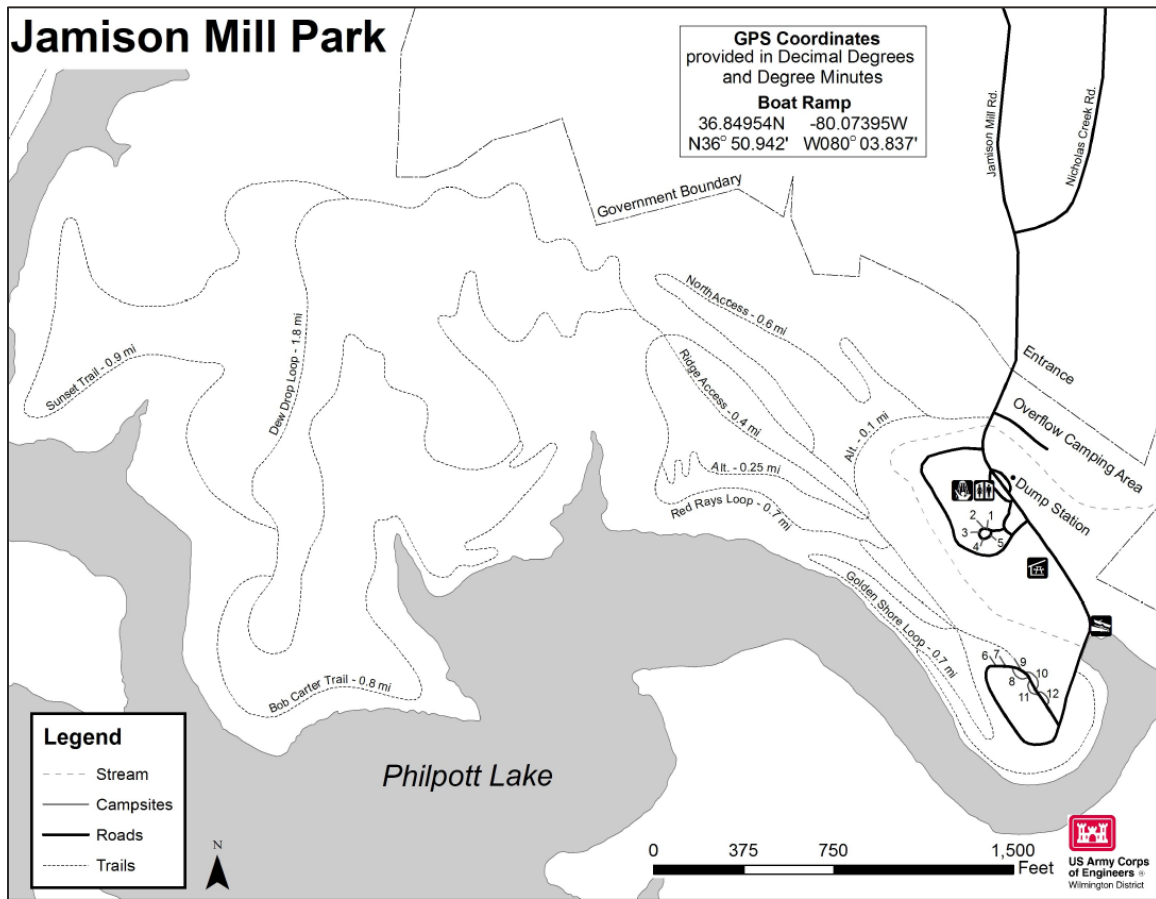 Jamison Mill Park
GPS Coordinates
provided in Decimal Degrees
and Degree Minutes
Boat Ramp
36.84954N -80.07395W
N36° 50.942' W080° 03.837'
Jamison Mill Rd.
Nicholas Creek Rd.
Government Boundary
North Access - 0.6 mi
Entrance
Ridge Access - 0.4 mi
Sunset Trail - 0.9 mi
Dew Drop Loop - 1.8 mi
Alt. - 0.1 mi
Overflow Camping Area
Alt. - 0.25 mi
Dump Station
Red Rays Loop - 0.7 mi
2 1
3
4 5
Golden Shore Loop - 0.7 mi
6 7 9
8 10
11 12
Bob Carter Trail - 0.8 mi
Philpott Lake
Legend
Stream
Campsites
Roads
Trails
N
0 375 750 1,500
Feet
US Army Corps
of Engineers ®
Wilmington District